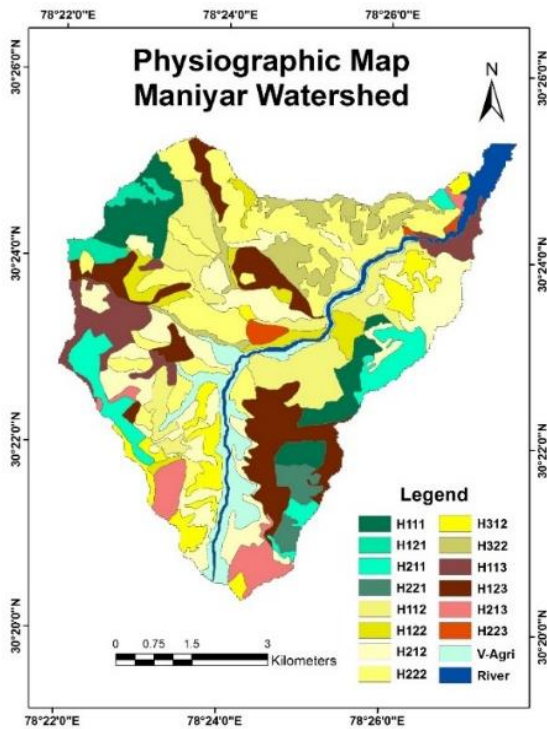 78°22'0"E 78°24'0"E 78°26'0"E
Physiographic Map
Maniyar Watershed
N
30°26'0"N 30°26'0"N
30°24'0"N 30°24'0"N
30°22'0"N 30°22'0"N
30°20'0"N 30°20'0"N
Legend
H111 H312
H121 H322
H211 H113
H221 H123
H112 H213
H122 H223
H212 V-Agri
H222 River
0 0.75 1.5 3
Kilometers
78°22'0"E 78°24'0"E 78°26'0"E